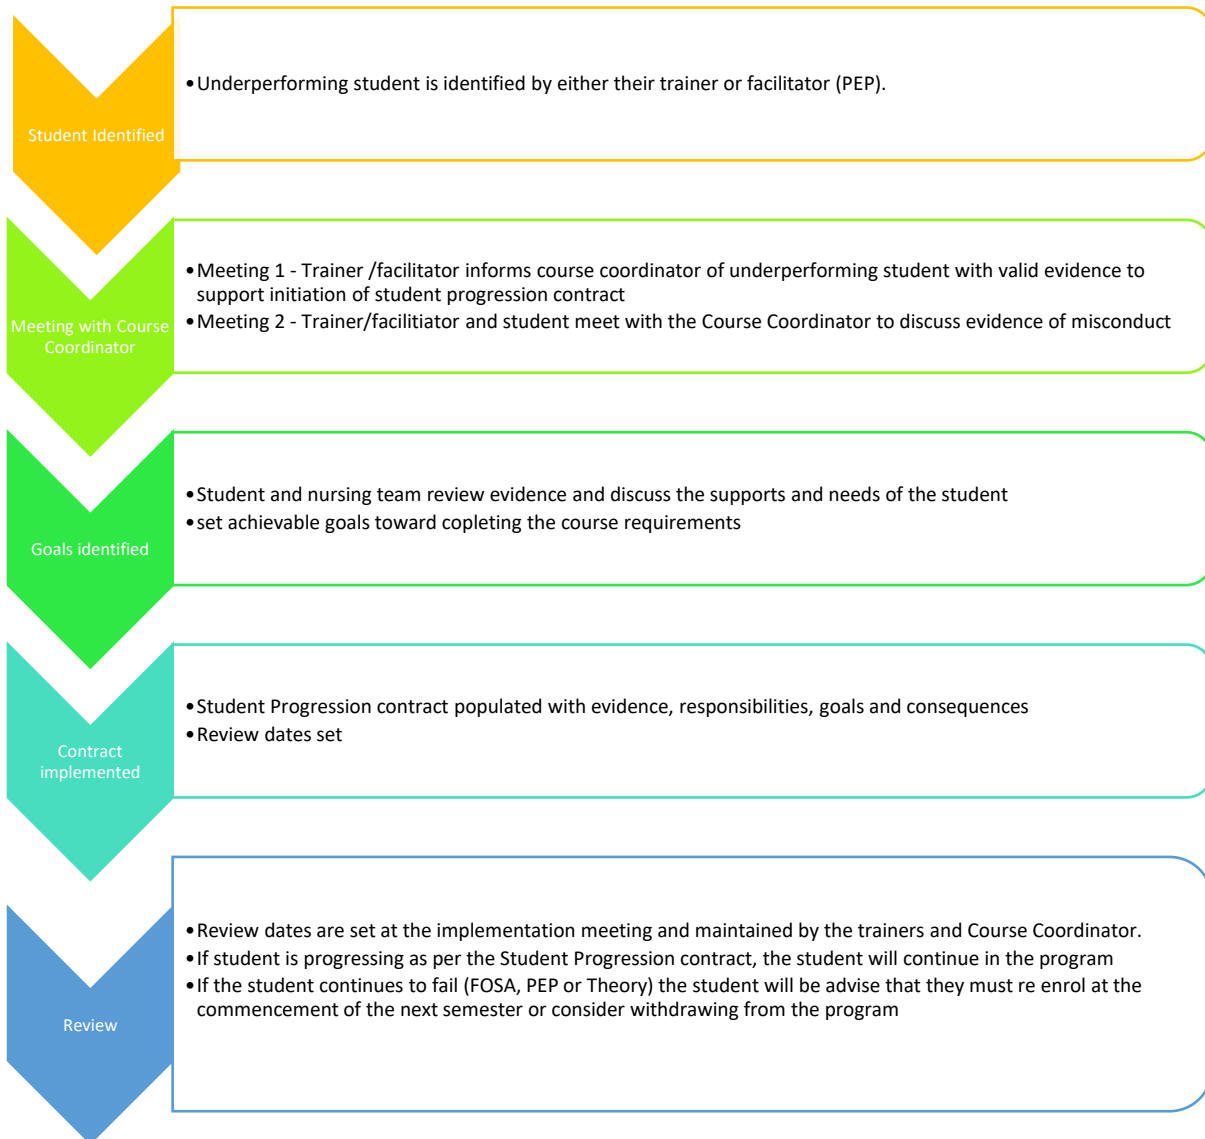 Student Identified
•Underperforming student is identified by either their trainer or facilitator (PEP).
Meeting with Course
Coordinator
•Meeting 1 - Trainer /facilitator informs course coordinator of underperforming student with valid evidence to
support initiation of student progression contract
•Meeting 2 - Trainer/facilitiator and student meet with the Course Coordinator to discuss evidence of misconduct
Goals identified
•Student and nursing team review evidence and discuss the supports and needs of the student
•set achievable goals toward copleting the course requirements
Contract
implemented
•Student Progression contract populated with evidence, responsibilities, goals and consequences
•Review dates set
Review
•Review dates are set at the implementation meeting and maintained by the trainers and Course Coordinator.
•If student is progressing as per the Student Progression contract, the student will continue in the program
•If the student continues to fail (FOSA, PEP or Theory) the student will be advise that they must re enrol at the
commencement of the next semester or consider withdrawing from the program